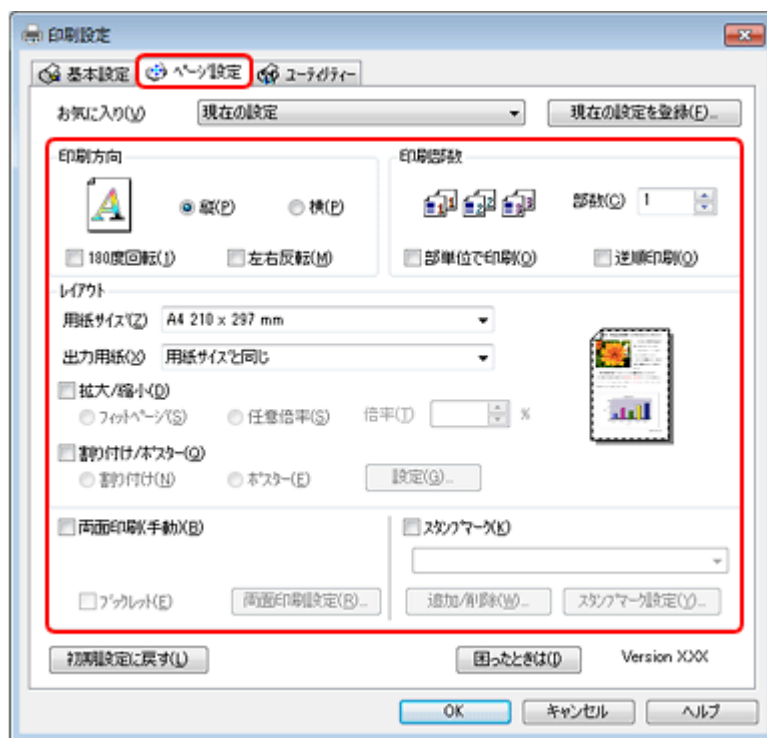 印刷設定
基本設定 ページ設定 ユーティリティー
お気に入り(V) 現在の設定 現在の設定を登録(F)...
印刷方向 印刷部数
A 縦(P) 横(P) 1 1 2 2 3 3 部数(C) 1
180度回転(1) 左右反転(M) 部単位で印刷(O) 逆順印刷(O)
レイアウト
用紙サイズ(Z) A4 210 x 297 mm
出力用紙(X) 用紙サイズと同じ
拡大/縮小(D)
フィットページ(S) 任意倍率(S) 倍率(T) %
割り付け/ポスター(Q)
割り付け(N) ポスター(E) 設定(G)...
両面印刷(手動)(B) スタンプマーク(K)
ブックレット(E) 両面印刷設定(R)... 追加/削除(W)... スタンプマーク設定(Y)...
初期設定に戻す(L) 困ったときは(I) Version XXX
OK キャンセル ヘルプ